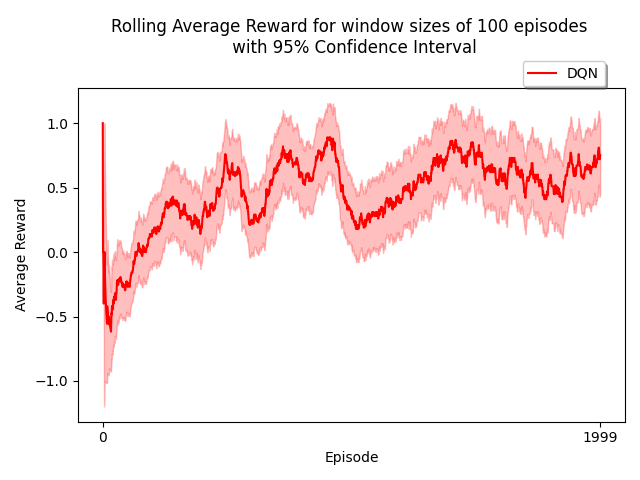 Rolling Average Reward for window sizes of 100 episodes
with 95% Confidence Interval
DQN
1.0
0.5
0.0
−0.5
−1.0
Average Reward
0
1999
Episode